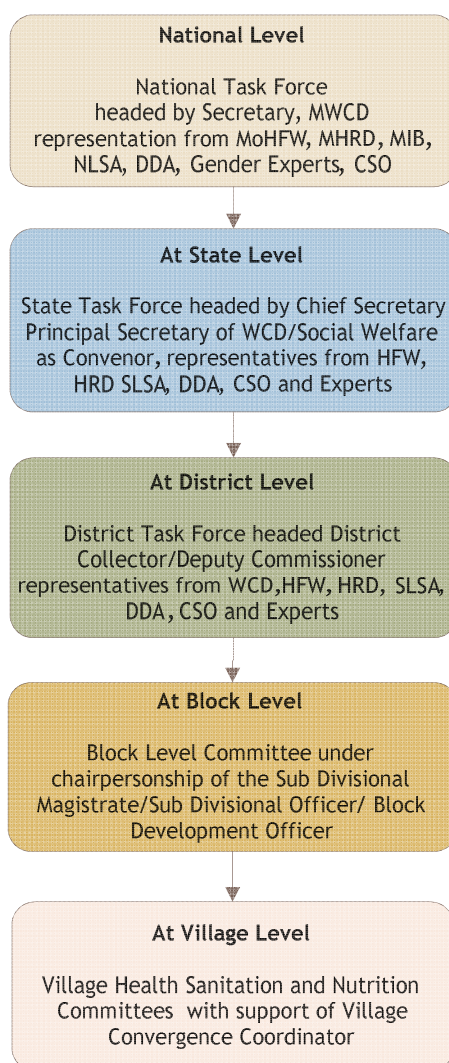 National Level
National Task Force
headed by Secretary, MWCD
representation from MoHFW, MHRD, MIB,
NLSA, DDA, Gender Experts, CSO
At State Level
State Task Force headed by Chief Secretary
Principal Secretary of WCD/Social Welfare
as Convenor, representatives from HFW,
HRD SLSA, DDA, CSO and Experts
At District Level
District Task Force headed District
Collector/Deputy Commissioner
representatives from WCD,HFW, HRD, SLSA,
DDA, CSO and Experts
At Block Level
Block Level Committee under
chairpersonship of the Sub Divisional
Magistrate/Sub Divisional Officer/ Block
Development Officer
At Village Level
Village Health Sanitation and Nutrition
Committees with support of Village
Convergence Coordinator